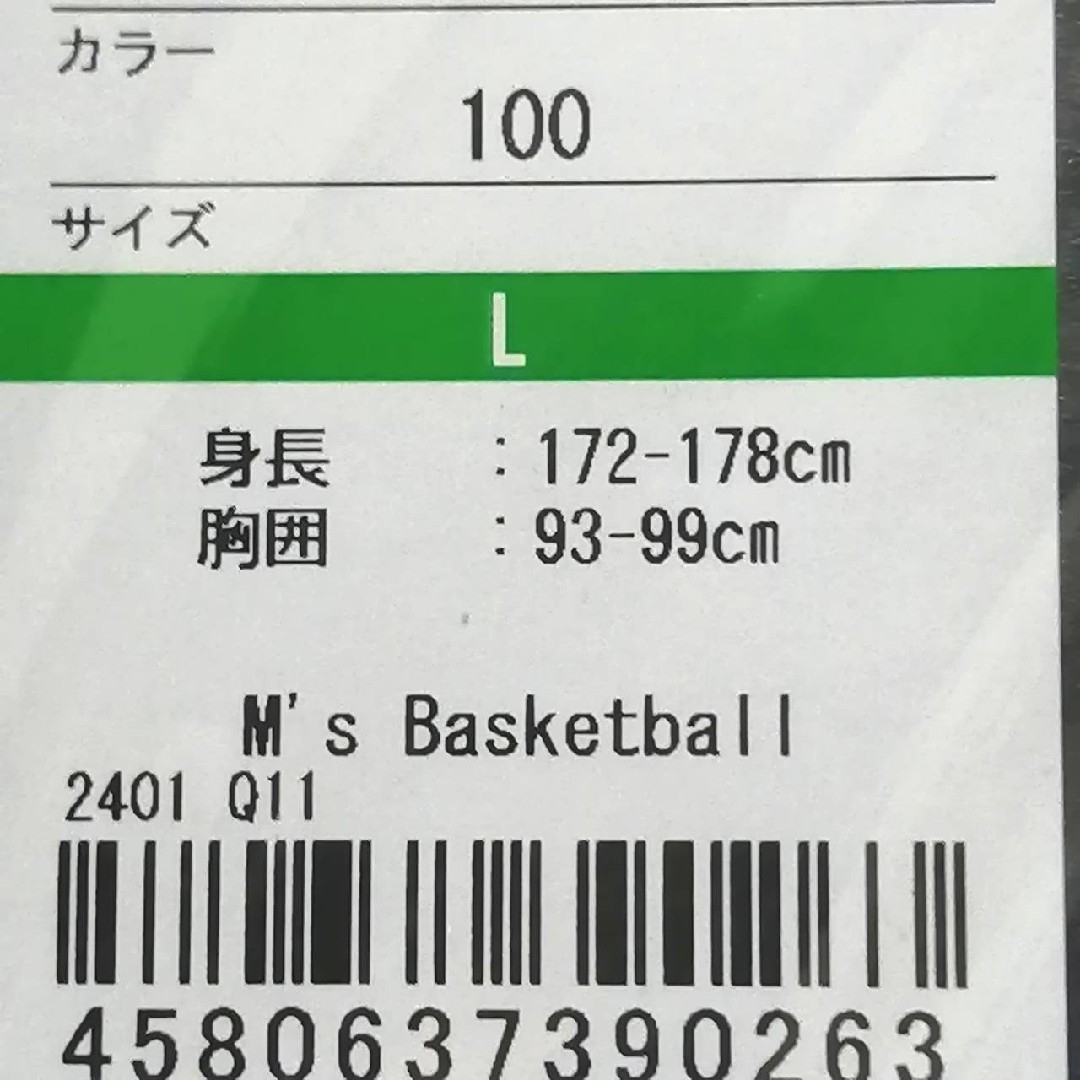 カラー
100
サイズ
L
身長 : 172-178cm
胸囲 : 93-99cm
M's Basketball
2401 Q11
4580637390263